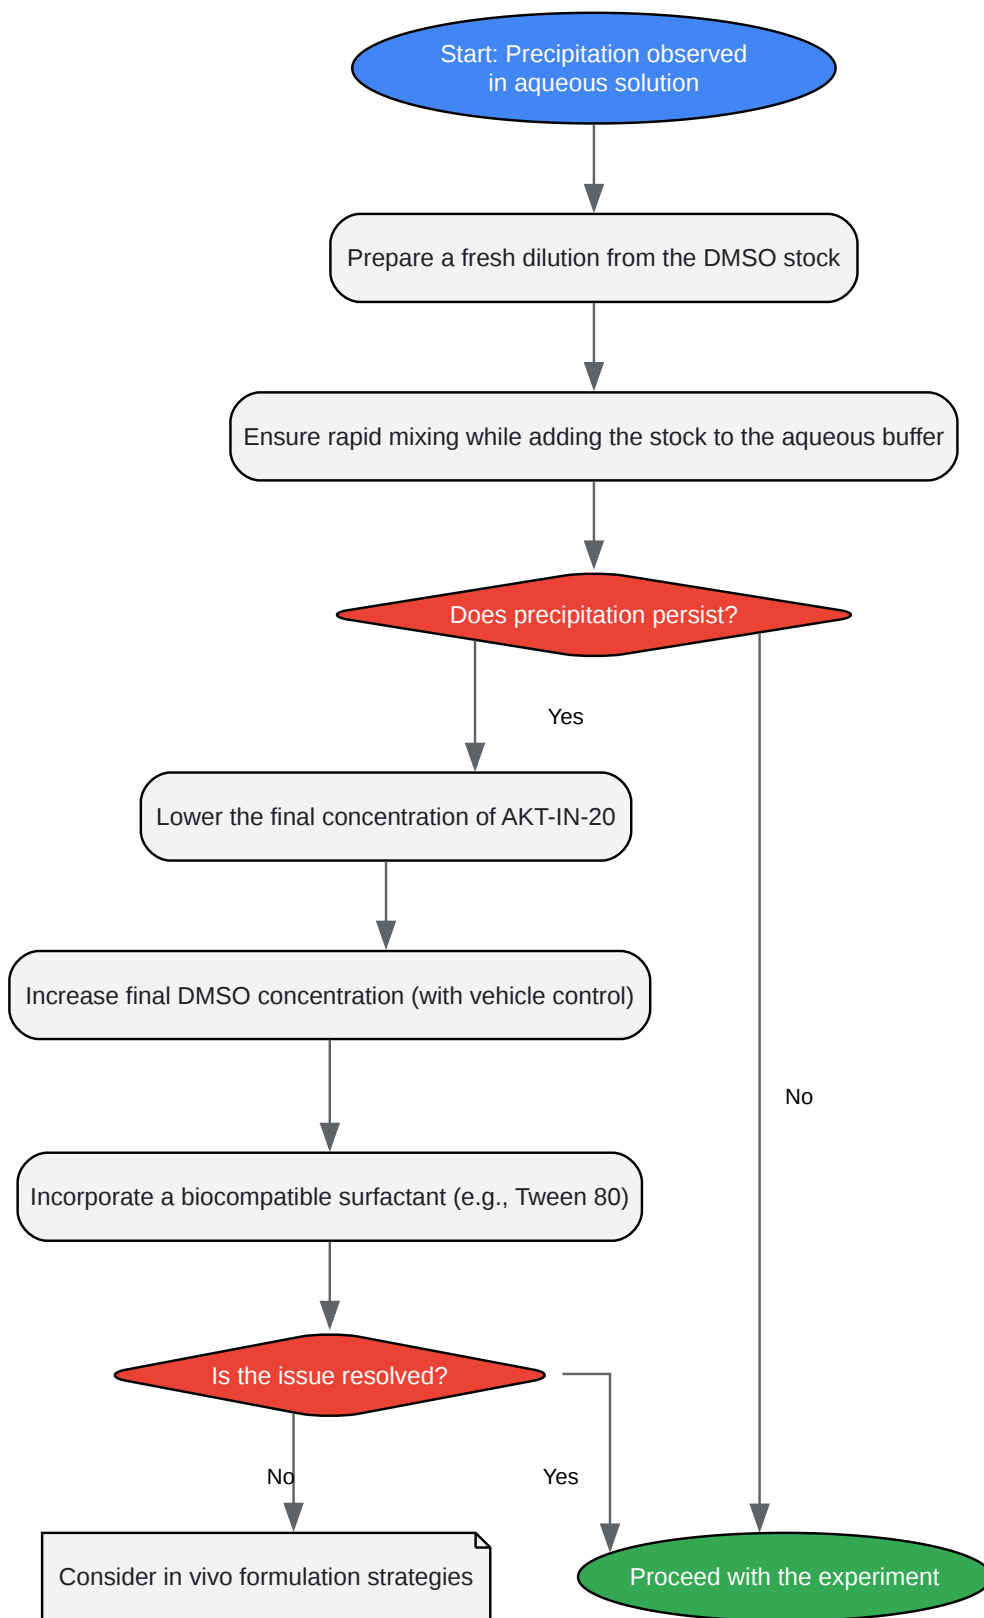 Start: Precipitation observed
in aqueous solution
Prepare a fresh dilution from the DMSO stock
Ensure rapid mixing while adding the stock to the aqueous buffer
Does precipitation persist?
Yes
Lower the final concentration of AKT-IN-20
Increase final DMSO concentration (with vehicle control)
No
Incorporate a biocompatible surfactant (e.g., Tween 80)
Is the issue resolved?
No
Yes
Consider in vivo formulation strategies
Proceed with the experiment